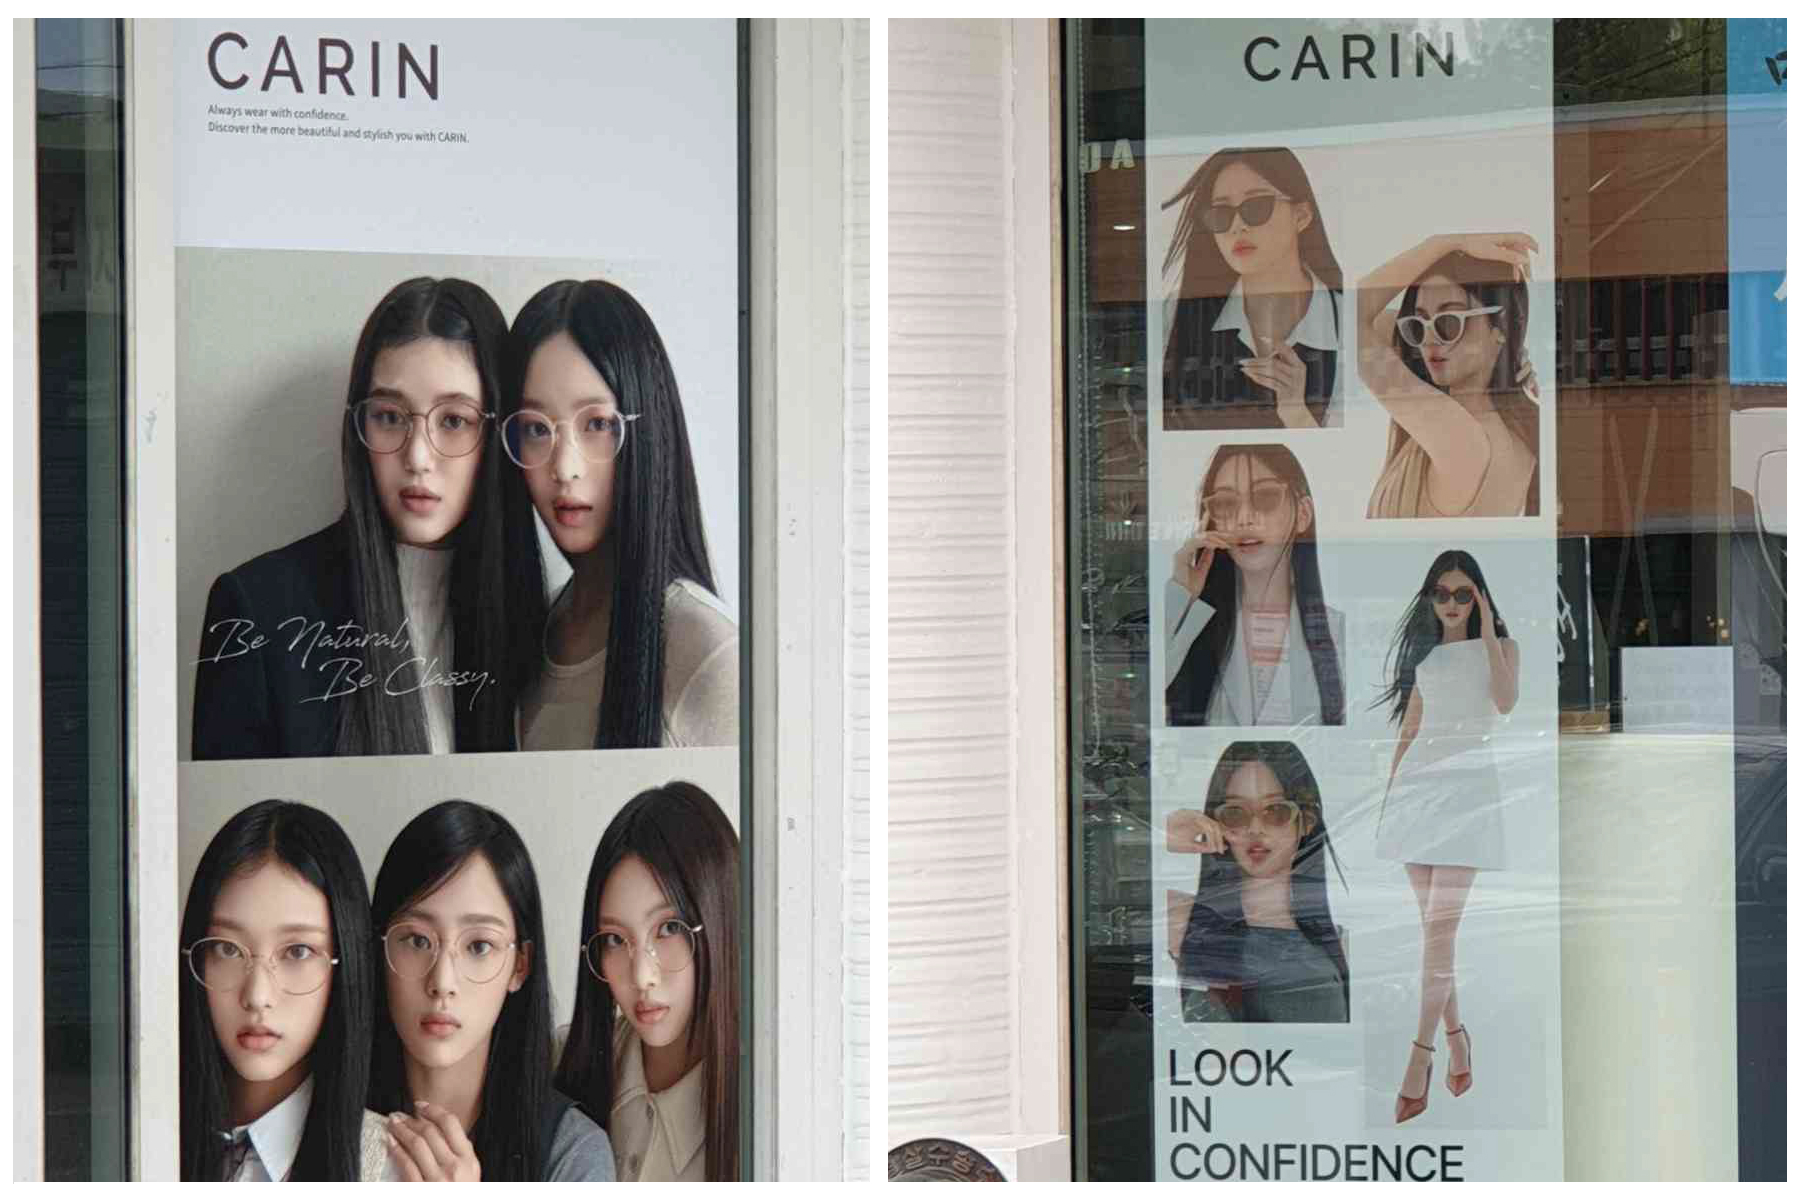 CARIN
Always wear with confidence.
Discover the more beautiful and stylish you with CARIN.
Be Natural,
Be Classy.
CARIN
LOOK
IN
CONFIDENCE